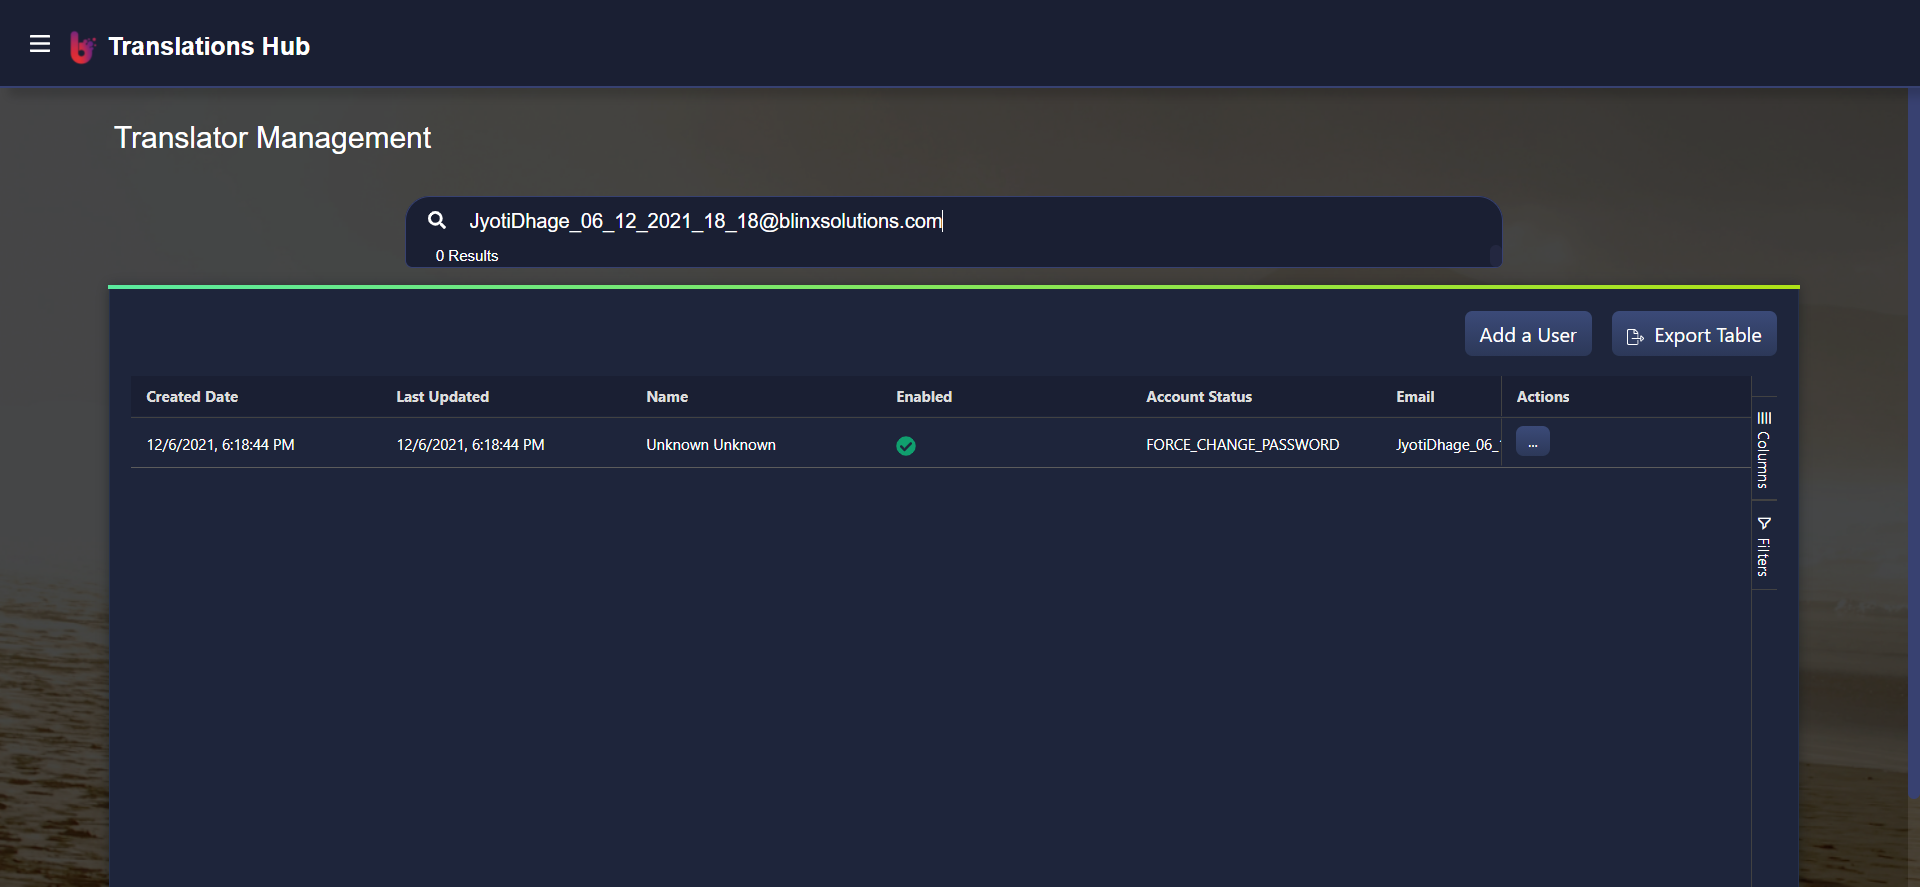 Translations Hub
Translator Management
JyotiDhage_06_12_2021_18_18@blinxsolutions.com
0 Results
Add a User
Export Table
Created Date Last Updated Name Enabled Account Status Email Actions
12/6/2021, 6:18:44 PM 12/6/2021, 6:18:44 PM Unknown Unknown FORCE_CHANGE_PASSWORD JyotiDhage_06_ ...
Columns
Filters